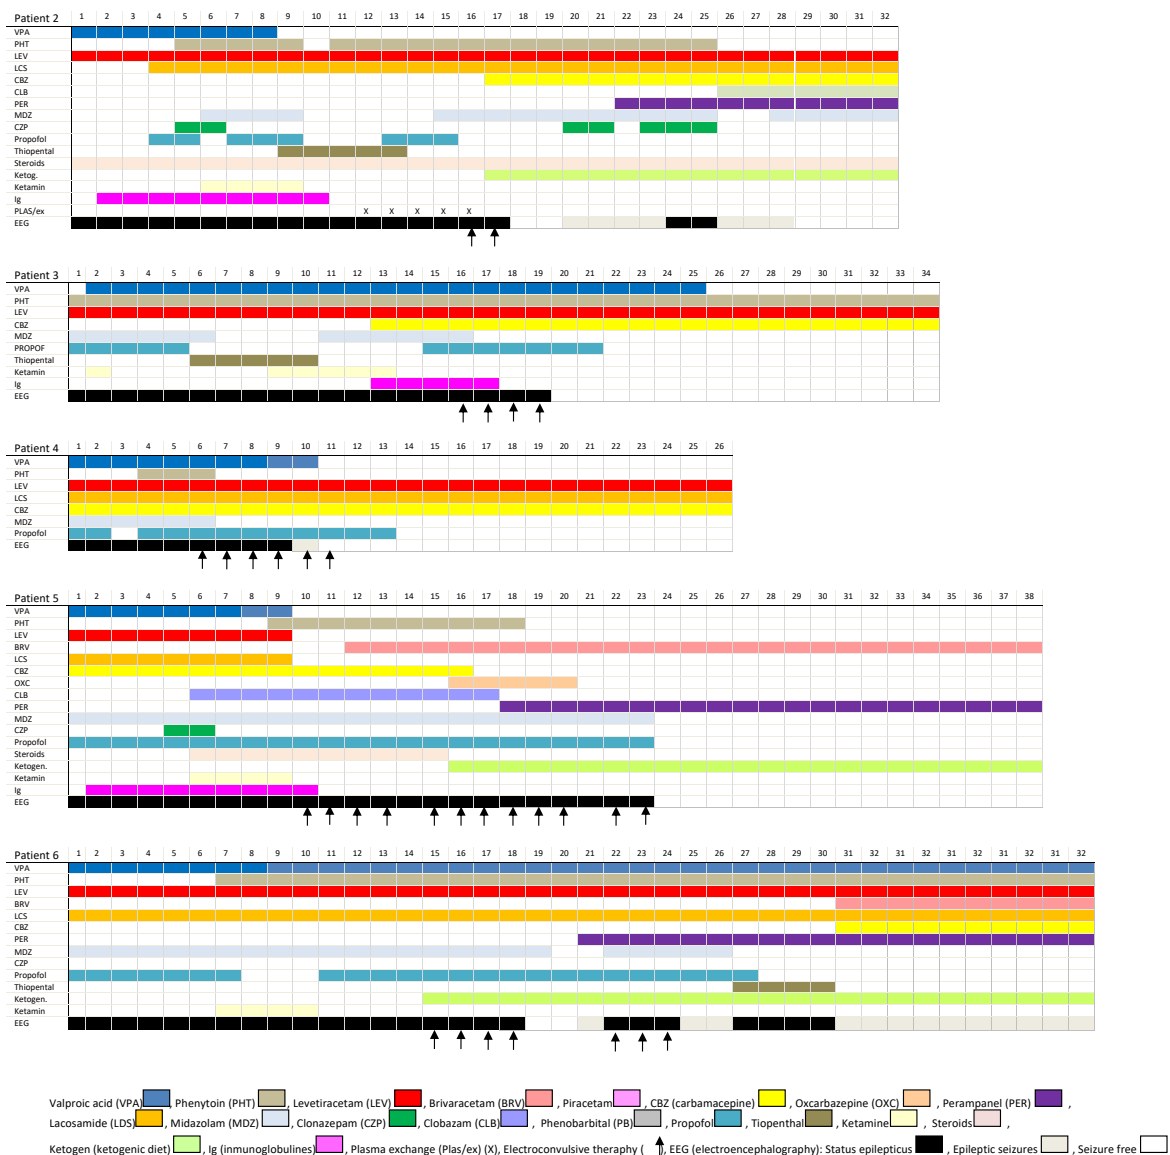 Patient 2 1 2 3 4 5 6 7 8 9 10 11 12 13 14 15 16 17 18 19 20 21 22 23 24 25 26 27 28 29 31 32
VPA
PHT
LEV
LCS
CBZ
CLB
PER
MDZ
CZP
Propofol
Thiopental
Steroids
Ketog.
Ketamin
Ig
PLAS/ex X X X X X
EEG
Patient 3 1 2 3 4 5 6 7 8 9 10 11 12 13 14 15 16 17 18 19 20 21 22 23 24 25 26 27 28 29 30 31 32 34
VPA
PHT
LEV
CBZ
MDZ
PROPOF
Thiopental
Ketamin
Ig
EEG
Patient 4 1 2 3 4 5 6 7 8 9 10 11 12 13 14 15 16 17 18 19 20 21 22 23 25 26
VPA
PHT
LEV
LCS
CBZ
MDZ
Propofol
EEG
Patient 5 1 2 3 4 5 6 7 8 9 10 11 12 13 14 15 16 17 18 19 20 21 22 23 24 25 26 27 28 29 30 31 32 33 34 36 37 38
VPA
PHT
LEV
BRV
LCS
CBZ
OXC
CLB
PER
MDZ
CZP
Propofol
Steroids
Ketogen.
Ketamin
Ig
EEG
Patient 6 1 2 3 4 5 6 7 8 9 10 11 12 13 14 15 16 17 18 20 20 21 22 23 24 25 26 27 28 30 31 32 31 32 31 32 31 32
VPA
PHT
LEV
BRV
LCS
CBZ
PER
MDZ
CZP
Propofol
Thiopental
Ketogen.
Ketamin
EEG
Valproic acid (VPA) , Phenytoin (PHT) , Levetiracetam (LEV) , Brivaracetam (BRV) , Piracetam , CBZ (carbamacepine) , Oxcarbazepine (OXC) , Perampanel (PER) ,
Lacosamide (LDS) , Midazolam (MDZ) , Clonazepam (CZP) , Clobazam (CLB) , Phenobarbital (PB) , Propofol , Tiopenthal , Ketamine , Steroids ,
Ketogen (ketogenic diet) , Ig (inmunoglobulines) , Plasma exchange (Plas/ex) (X), Electroconvulsive theraphy ( ), EEG (electroencephalography): Status epilepticus , Epileptic seizures , Seizure free